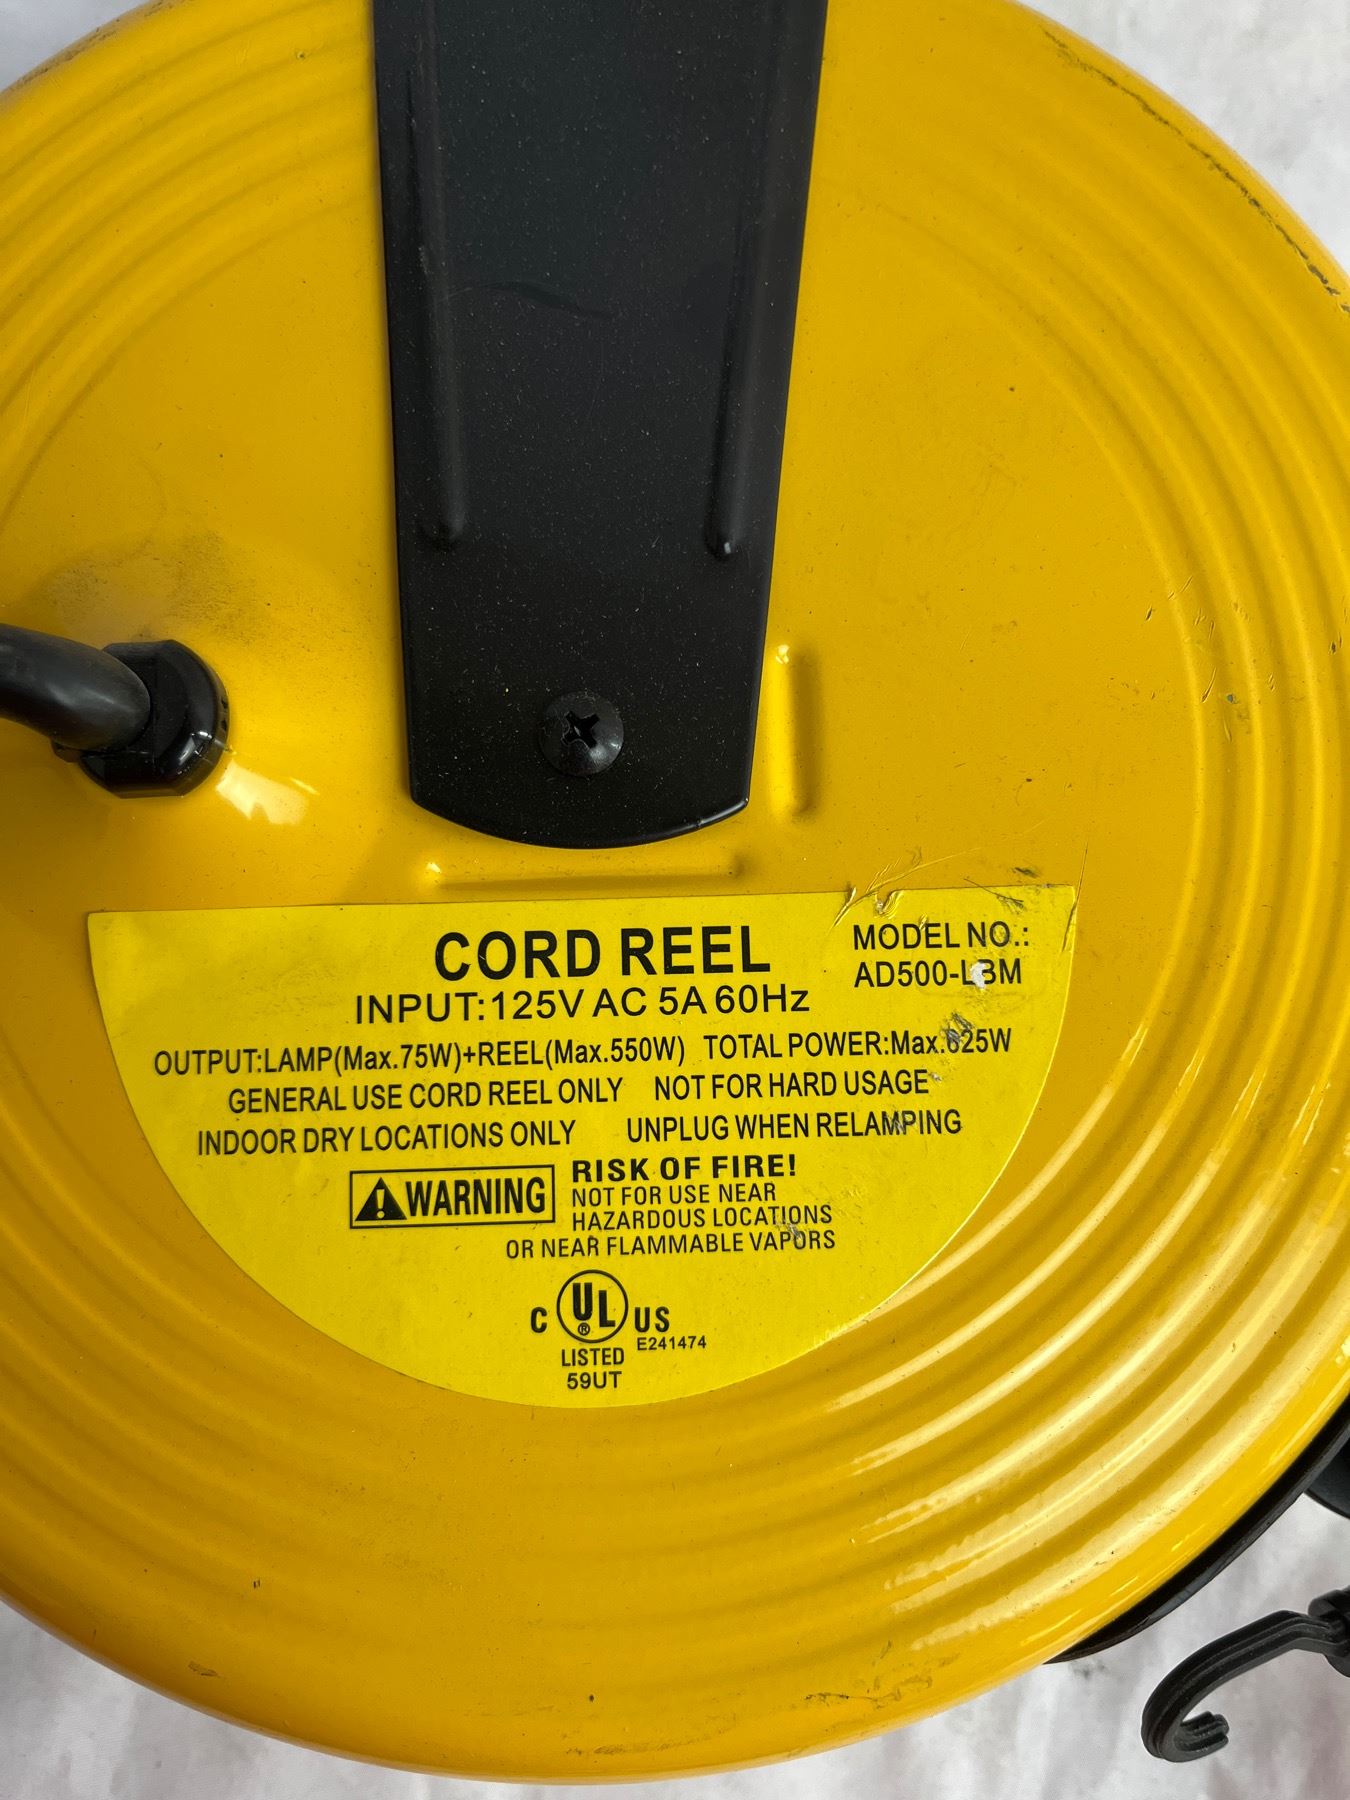 CORD REEL
MODEL NO.:
AD500-LBM
INPUT:125V AC 5A 60Hz
OUTPUT:LAMP(Max.75W)+REEL(Max.550W) TOTAL POWER:Max.625W
GENERAL USE CORD REEL ONLY NOT FOR HARD USAGE
INDOOR DRY LOCATIONS ONLY UNPLUG WHEN RELAMPING
WARNING
RISK OF FIRE!
NOT FOR USE NEAR
HAZARDOUS LOCATIONS
OR NEAR FLAMMABLE VAPORS
C UL® US
LISTED
E241474
59UT